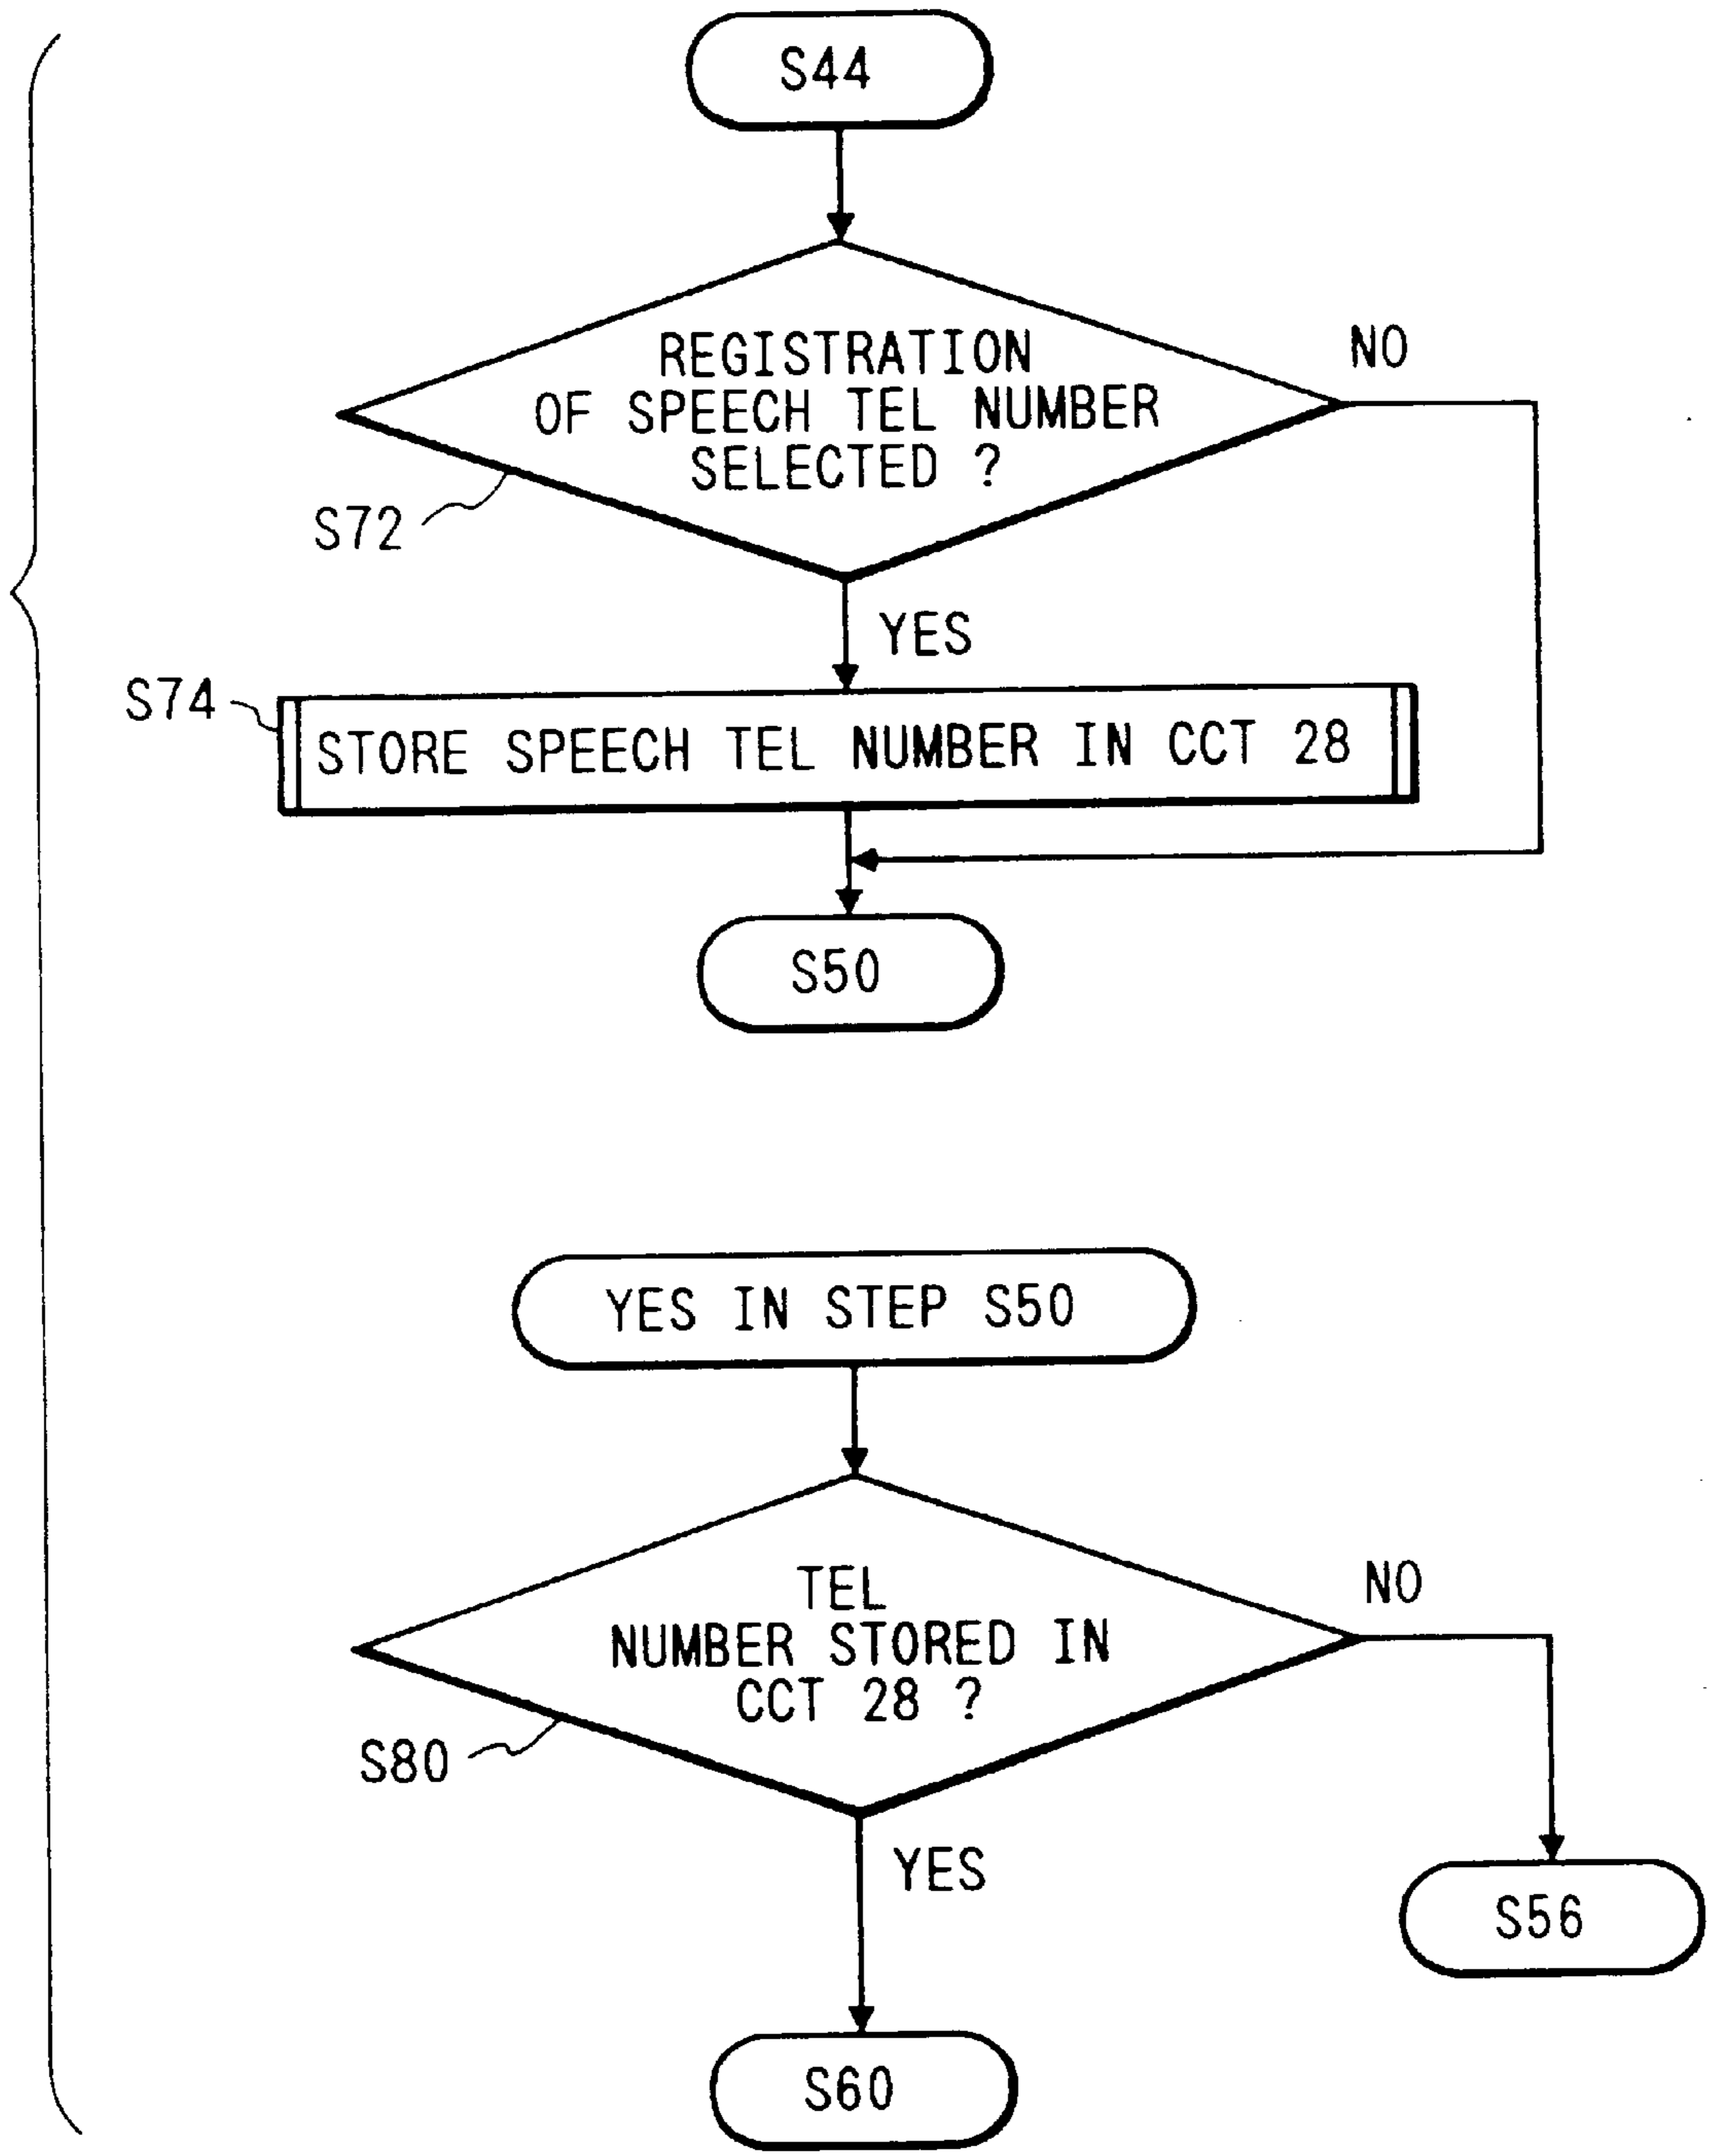 S44
REGISTRATION
OF SPEECH TEL NUMBER
SELECTED ?
NO
S72
YES
S74
STORE SPEECH TEL NUMBER IN CCT 28
S50
YES IN STEP S50
TEL
NUMBER STORED IN
CCT 28 ?
NO
S80
YES
S56
S60